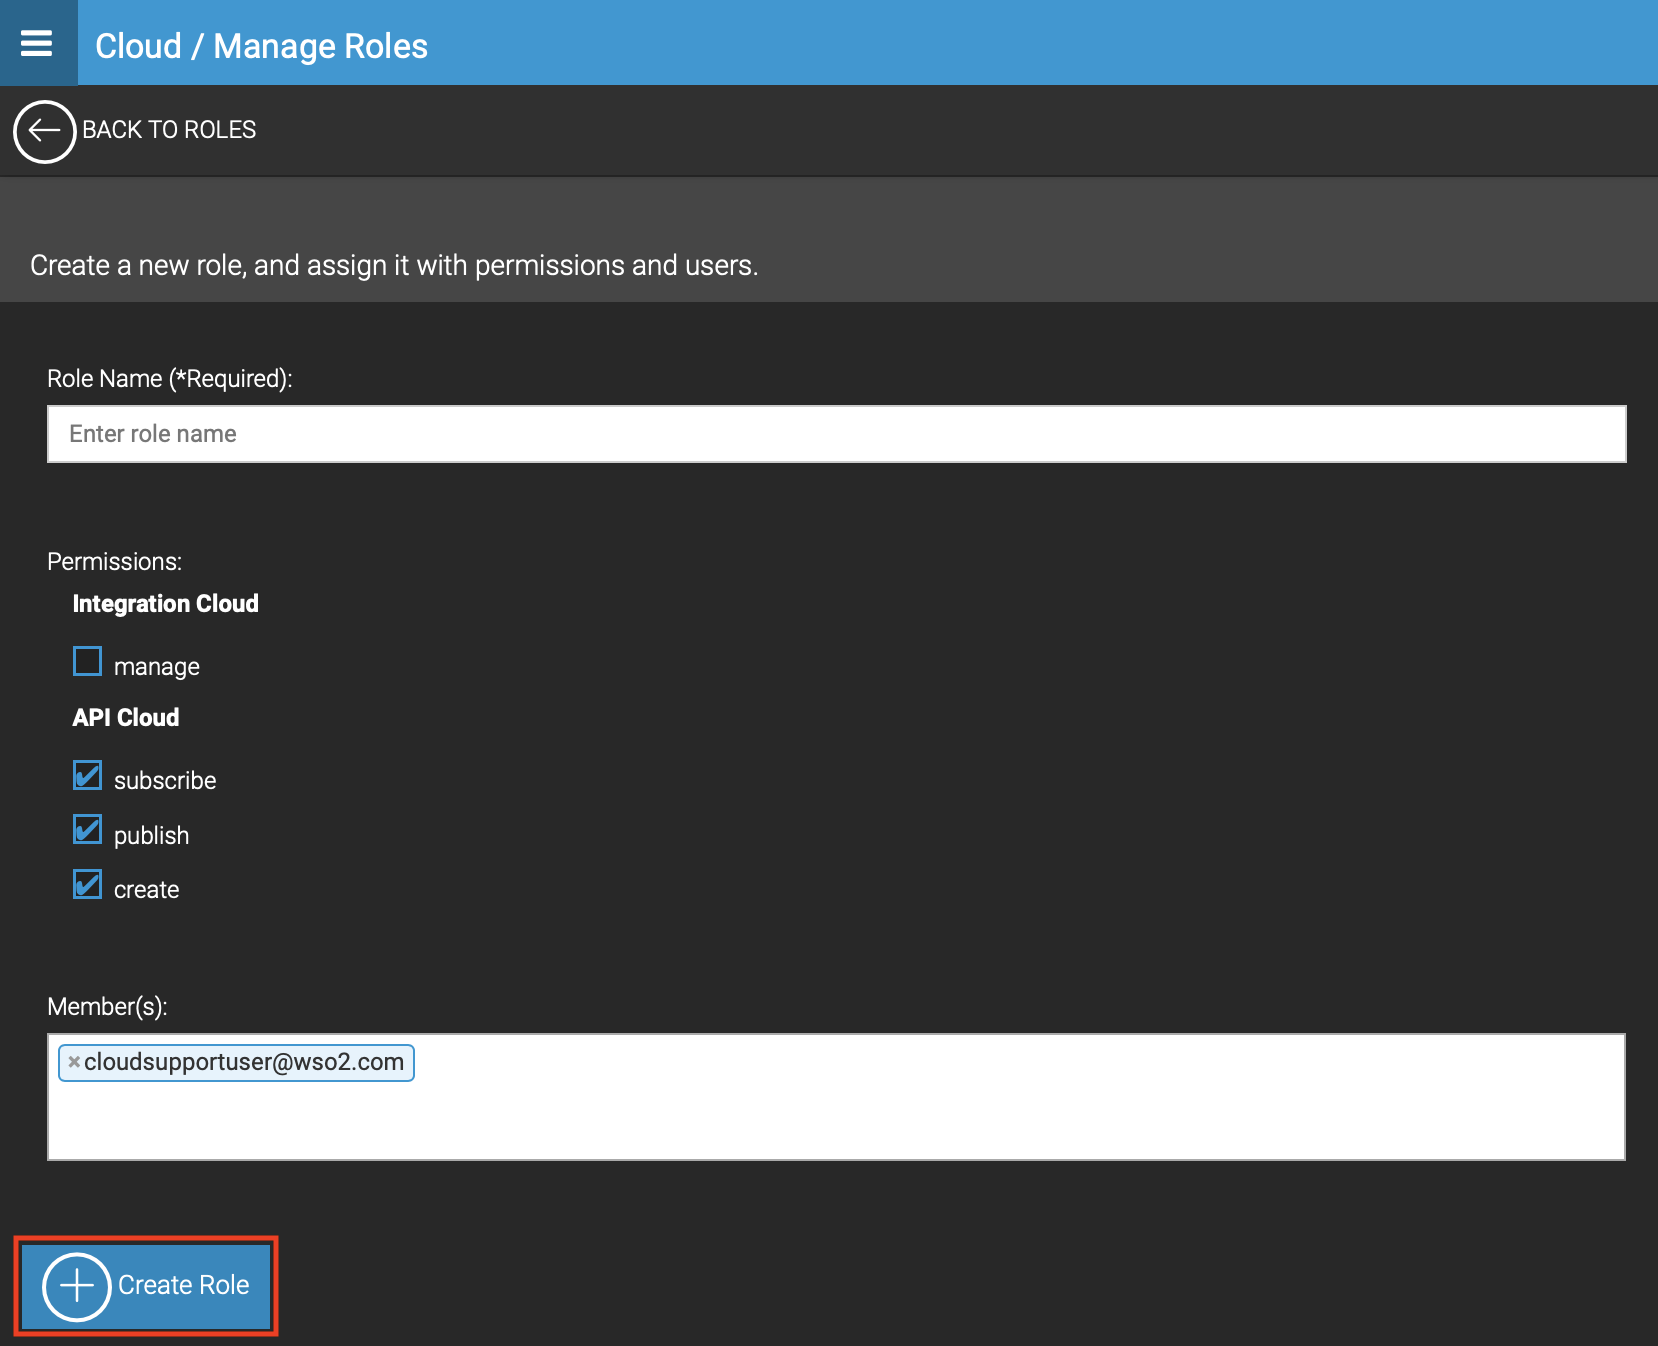 Cloud / Manage Roles
BACK TO ROLES
Create a new role, and assign it with permissions and users.
Role Name (*Required):
Enter role name
Permissions:
Integration Cloud
manage
API Cloud
subscribe
publish
create
Member(s):
×cloudsupportuser@wso2.com
Create Role